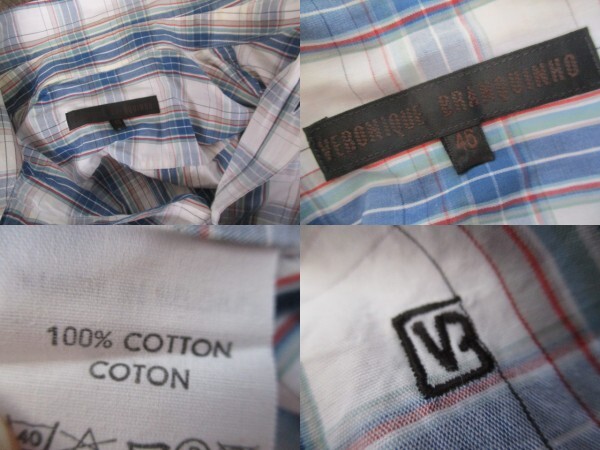 VERONIQUE BRANQUINHO
46
100% COTTON
COTON
40
VB